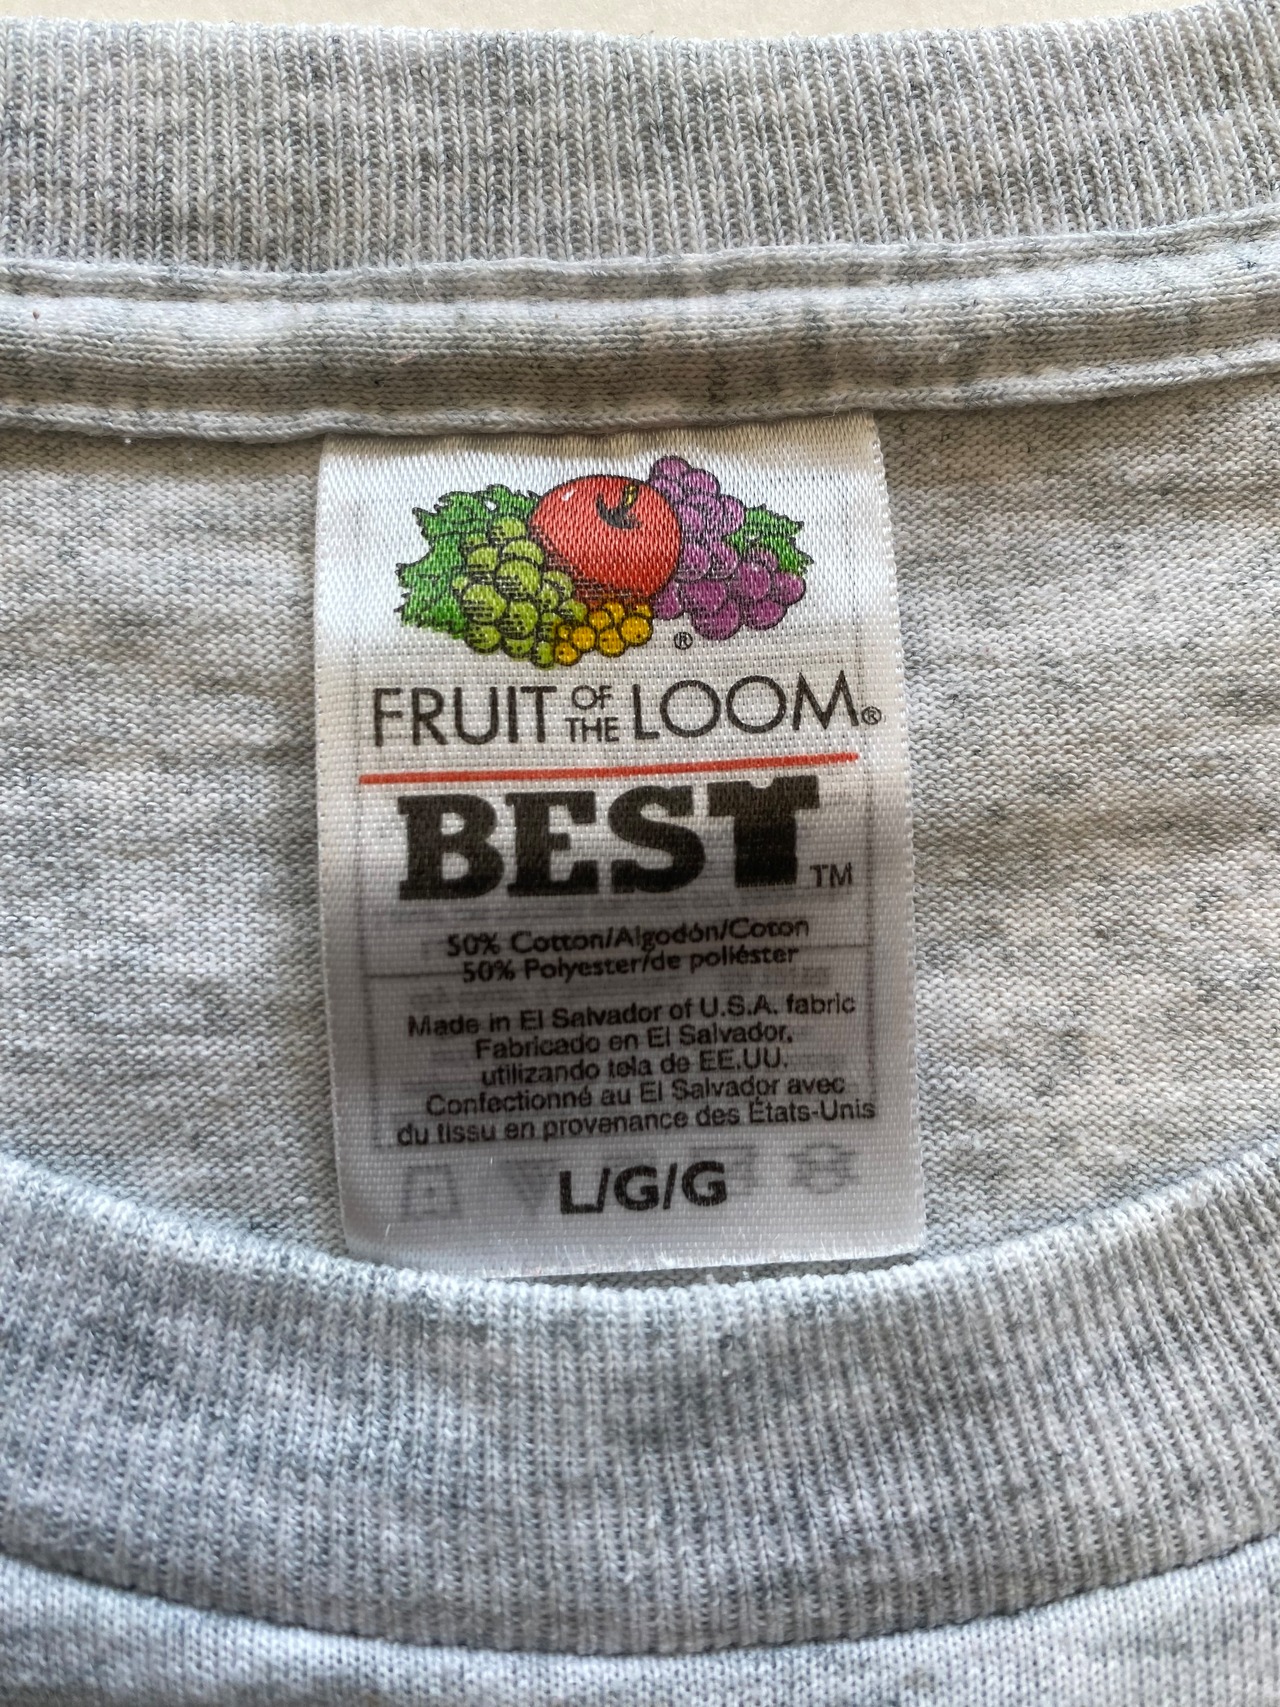 ®
FRUIT OF THE LOOM®
BEST™
50% Cotton/Algodón/Coton
50% Polyester/de poliéster
Made in El Salvador of U.S.A. fabric
Fabricado en El Salvador,
utilizando tela de EE.UU.
Confectionné au El Salvador avec
du tissu en provenance des États-Unis
L/G/G